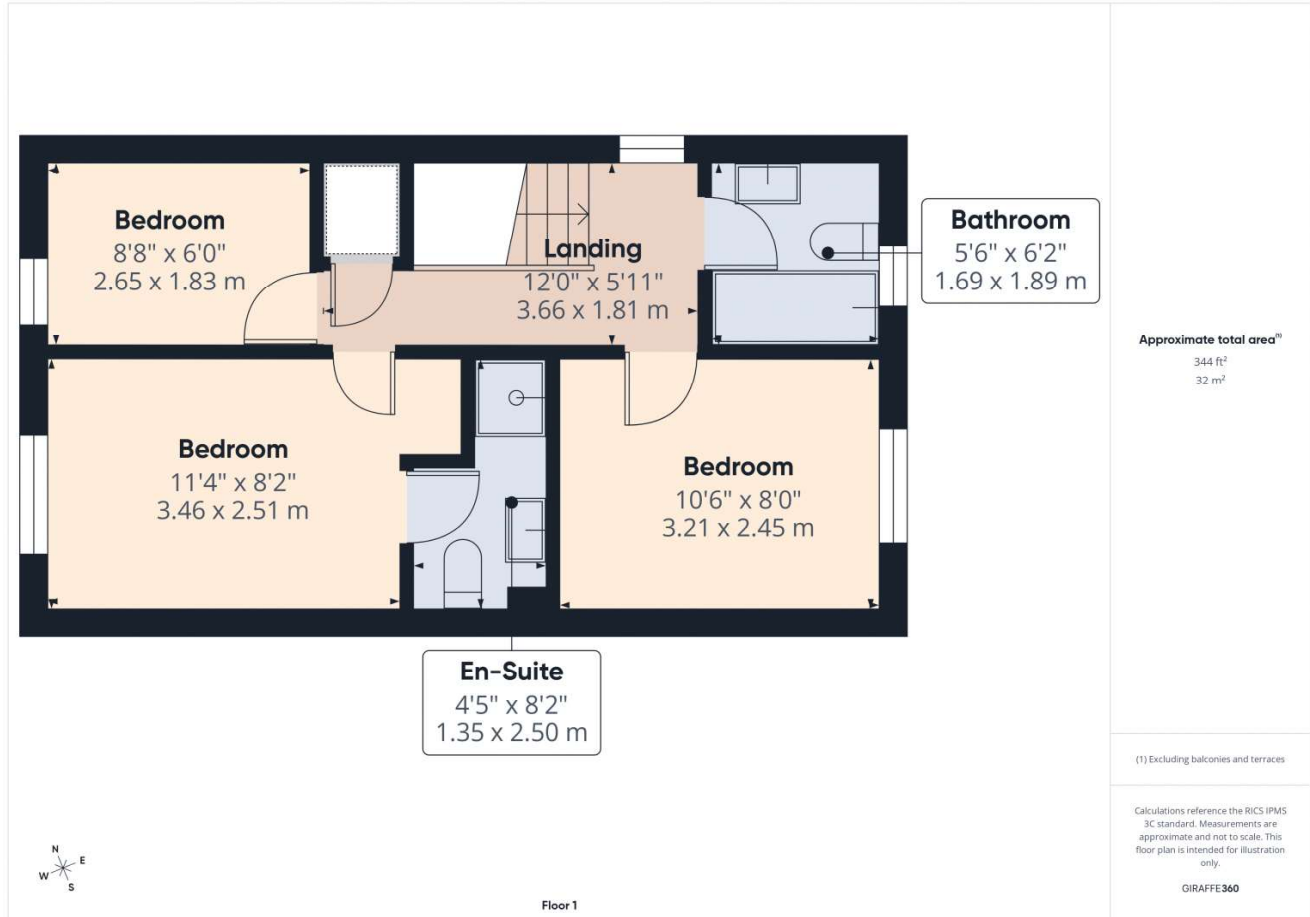 Bedroom
8'8" x 6'0"
2.65 x 1.83 m
Landing
12'0" x 5'11"
3.66 x 1.81 m
Bathroom
5'6" x 6'2"
1.69 x 1.89 m
Bedroom
11'4" x 8'2"
3.46 x 2.51 m
Bedroom
10'6" x 8'0"
3.21 x 2.45 m
En-Suite
4'5" x 8'2"
1.35 x 2.50 m
N
E
W
S
Floor 1
Approximate total area⁽¹⁾
344 ft²
32 m²
(1) Excluding balconies and terraces
Calculations reference the RICS IPMS
3C standard. Measurements are
approximate and not to scale. This
floor plan is intended for illustration
only.
GIRAFFE360